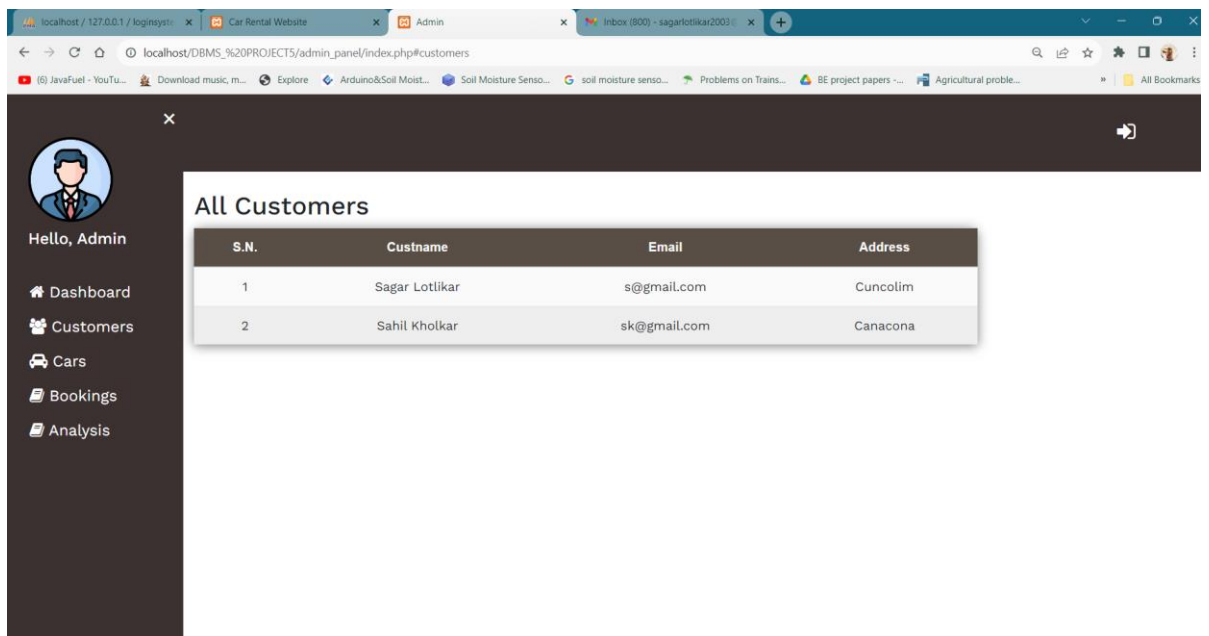 localhost / 127.0.0.1 / loginsyste
Car Rental Website
Admin
Inbox (800) - sagarlotlikar2003@
localhost/DBMS_%20PROJECT5/admin_panel/index.php#customers
(6) JavaFuel - YouTu...
Download music, m...
Explore
Arduino&Soil Moist...
Soil Moisture Senso...
soil moisture senso...
Problems on Trains...
BE project papers -...
Agricultural proble...
»
All Bookmarks
Hello, Admin
Dashboard
Customers
Cars
Bookings
Analysis
All Customers
S.N. Custname Email Address
1 Sagar Lotlikar s@gmail.com Cuncolim
2 Sahil Kholkar sk@gmail.com Canacona